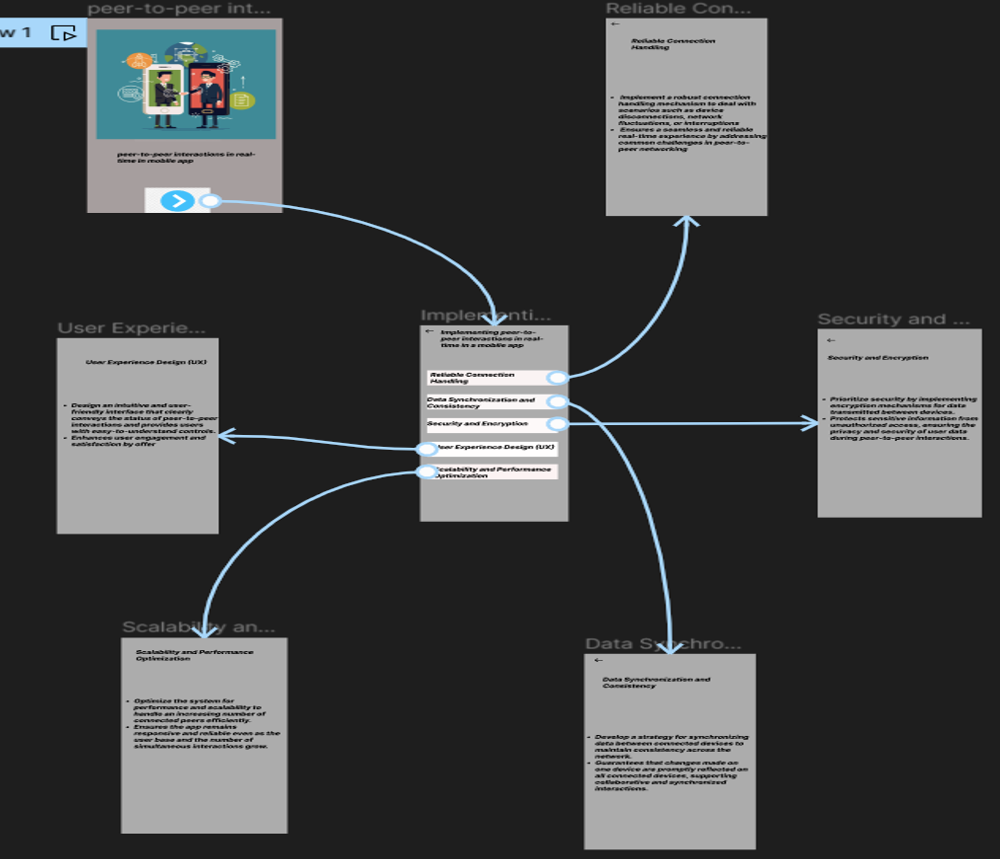 peer-to-peer int...
w 1
peer-to-peer interactions in real-
time in mobile app
Reliable Con...
←
Reliable Connection
Handling
• Implement a robust connection
handling mechanism to deal with
scenarios such as device
disconnections, network
fluctuations, or interruptions
• Ensures a seamless and reliable
real-time experience by addressing
common challenges in peer-to-
peer networking
User Experie...
User Experience Design (UX)
• Design an intuitive and user-
friendly interface that clearly
conveys the status of peer-to-peer
interactions and provides users
with easy-to-understand controls.
• Enhances user engagement and
satisfaction by offer
Implementi...
← Implementing peer-to-
peer interactions in real-
time in a mobile app
Reliable Connection
Handling
Data Synchronization and
Consistency
Security and Encryption
User Experience Design (UX)
Scalability and Performance
Optimization
Security and ...
←
Security and Encryption
• Prioritize security by implementing
encryption mechanisms for data
transmitted between devices.
• Protects sensitive information from
unauthorized access, ensuring the
privacy and security of user data
during peer-to-peer interactions.
Scalability an...
Scalability and Performance
Optimization
• Optimize the system for
performance and scalability to
handle an increasing number of
connected peers efficiently.
• Ensures the app remains
responsive and reliable even as the
user base and the number of
simultaneous interactions grow.
Data Synchro...
←
Data Synchronization and
Consistency
• Develop a strategy for synchronizing
data between connected devices to
maintain consistency across the
network.
• Guarantees that changes made on
one device are promptly reflected on
all connected devices, supporting
collaborative and synchronized
interactions.